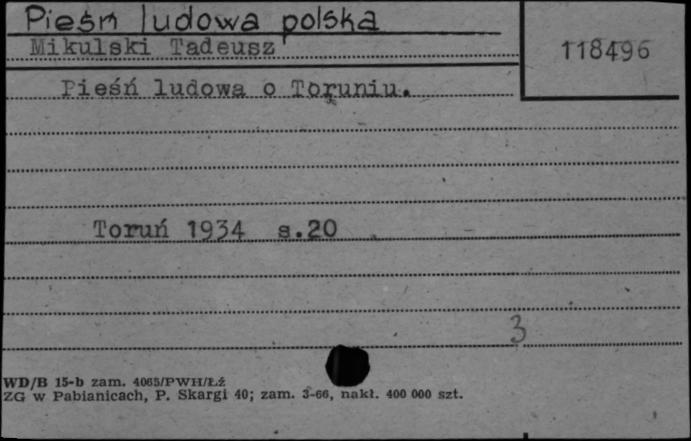 Pieśń ludowa polska
Mikulski Tadeusz
118496
Pieśń ludowa o Toruniu.
Toruń 1934 s.20
3
WD/B 15-b zam. 4065/PWH/Łź
ZG w Pabianicach, P. Skargi 40; zam. 3-66, nakł. 400 000 szt.